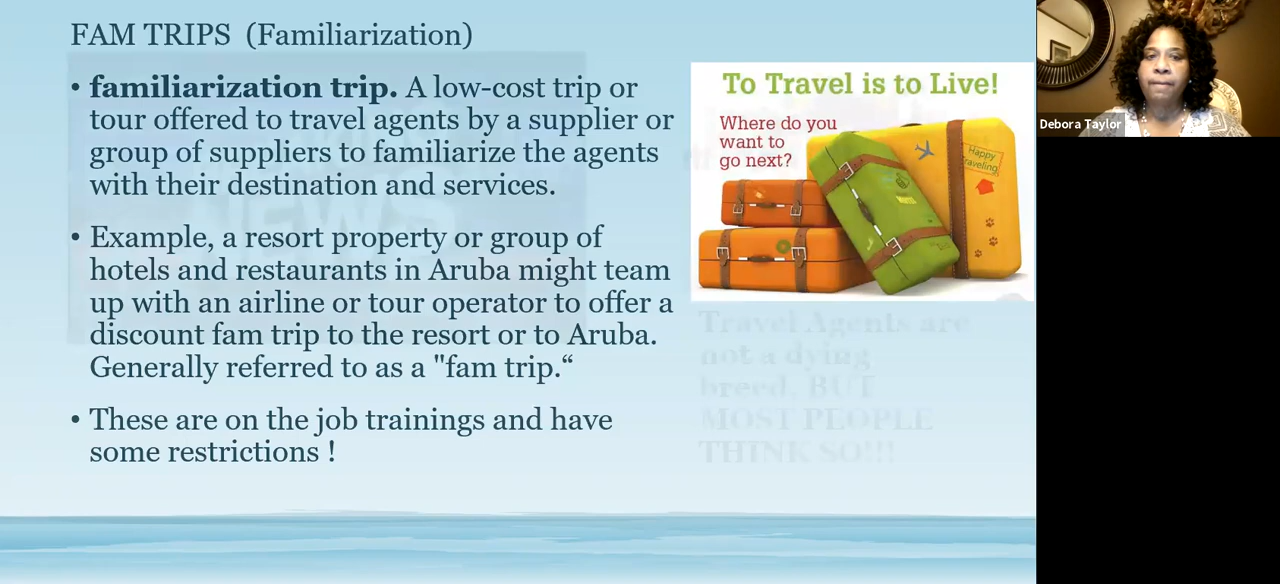 FAM TRIPS (Familiarization)
• familiarization trip. A low-cost trip or
tour offered to travel agents by a supplier or
group of suppliers to familiarize the agents
with their destination and services.
• Example, a resort property or group of
hotels and restaurants in Aruba might team
up with an airline or tour operator to offer a
discount fam trip to the resort or to Aruba.
Generally referred to as a "fam trip.“
• These are on the job trainings and have
some restrictions !
To Travel is to Live!
Where do you
want to
go next?
Happy
traveling
Travel Agents are
not a dying
breed, BUT
MOST PEOPLE
THINK SO!!!
NEWS
Debora Taylor